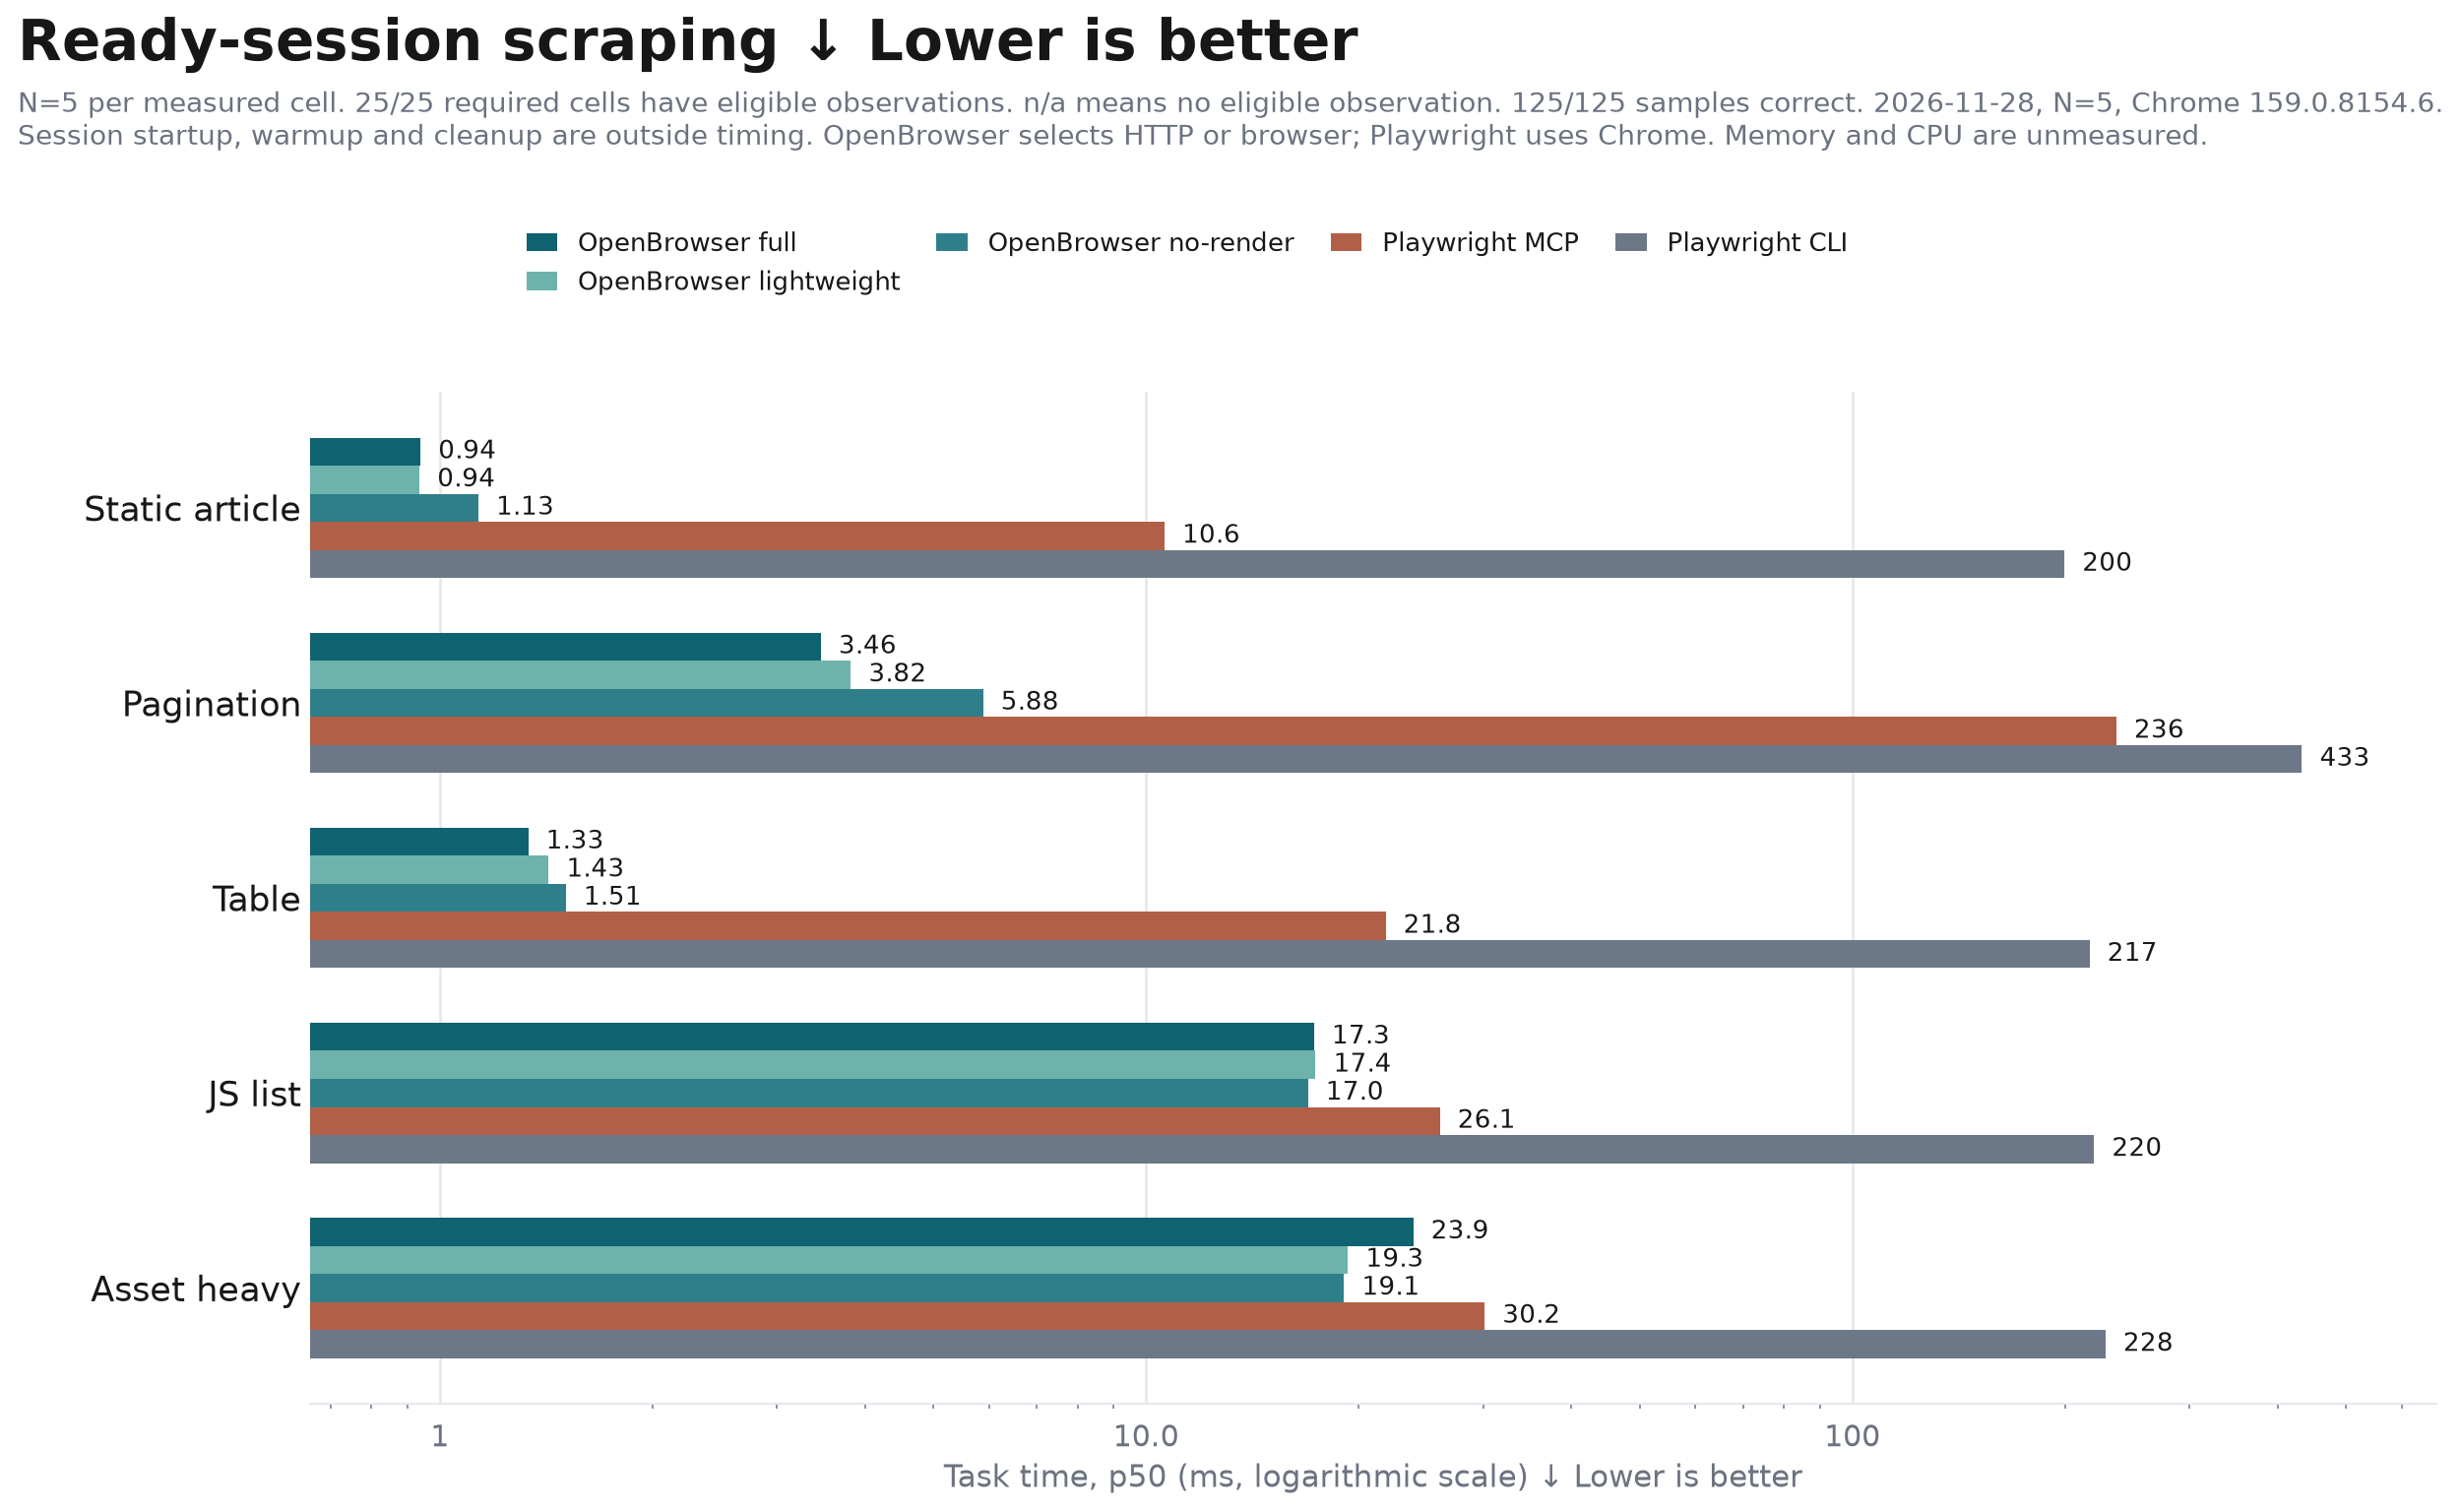 Ready-session scraping ↓ Lower is better
N=5 per measured cell. 25/25 required cells have eligible observations. n/a means no eligible observation. 125/125 samples correct. 2026-11-28, N=5, Chrome 159.0.8154.6.
Session startup, warmup and cleanup are outside timing. OpenBrowser selects HTTP or browser; Playwright uses Chrome. Memory and CPU are unmeasured.
OpenBrowser full
OpenBrowser lightweight
OpenBrowser no-render
Playwright MCP
Playwright CLI
Static article
0.94
0.94
1.13
10.6
200
Pagination
3.46
3.82
5.88
236
433
Table
1.33
1.43
1.51
21.8
217
JS list
17.3
17.4
17.0
26.1
220
Asset heavy
23.9
19.3
19.1
30.2
228
1
10.0
100
Task time, p50 (ms, logarithmic scale) ↓ Lower is better